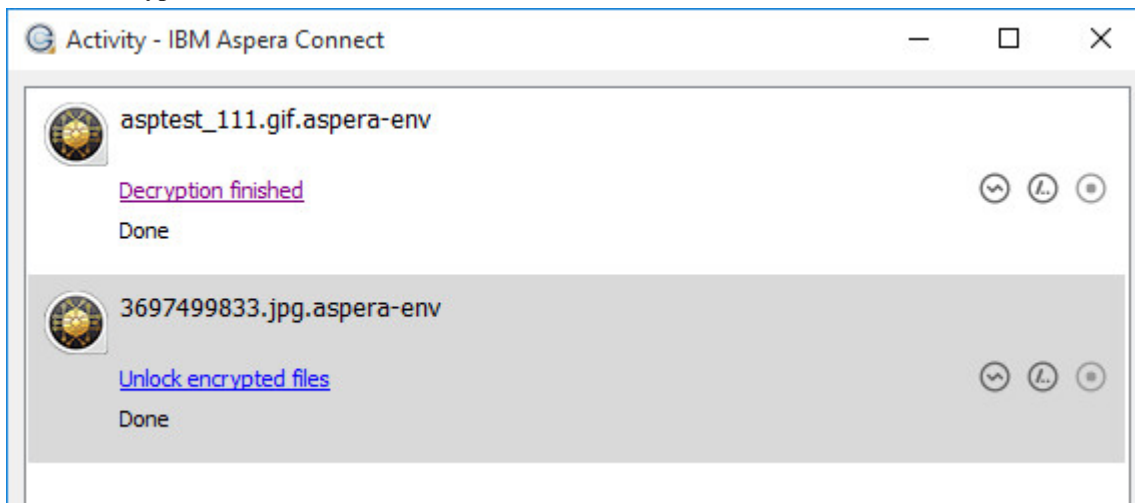 Activity - IBM Aspera Connect
asptest_111.gif.aspera-env
Decryption finished
Done
3697499833.jpg.aspera-env
Unlock encrypted files
Done